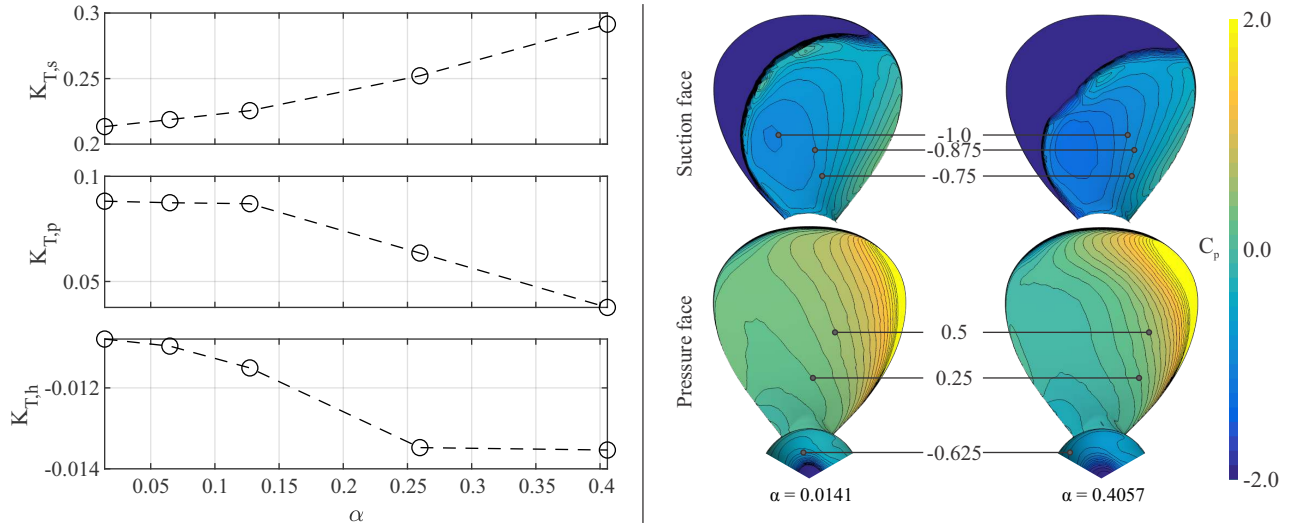 0.3
0.25
0.2
K_T,s
0.1
0.05
K_T,p
-0.012
-0.014
K_T,h
0.05 0.1 0.15 0.2 0.25 0.3 0.35 0.4
α
Suction face
-1.0
-0.875
-0.75
Pressure face
0.5
0.25
-0.625
α = 0.0141
α = 0.4057
2.0
C_p
0.0
-2.0